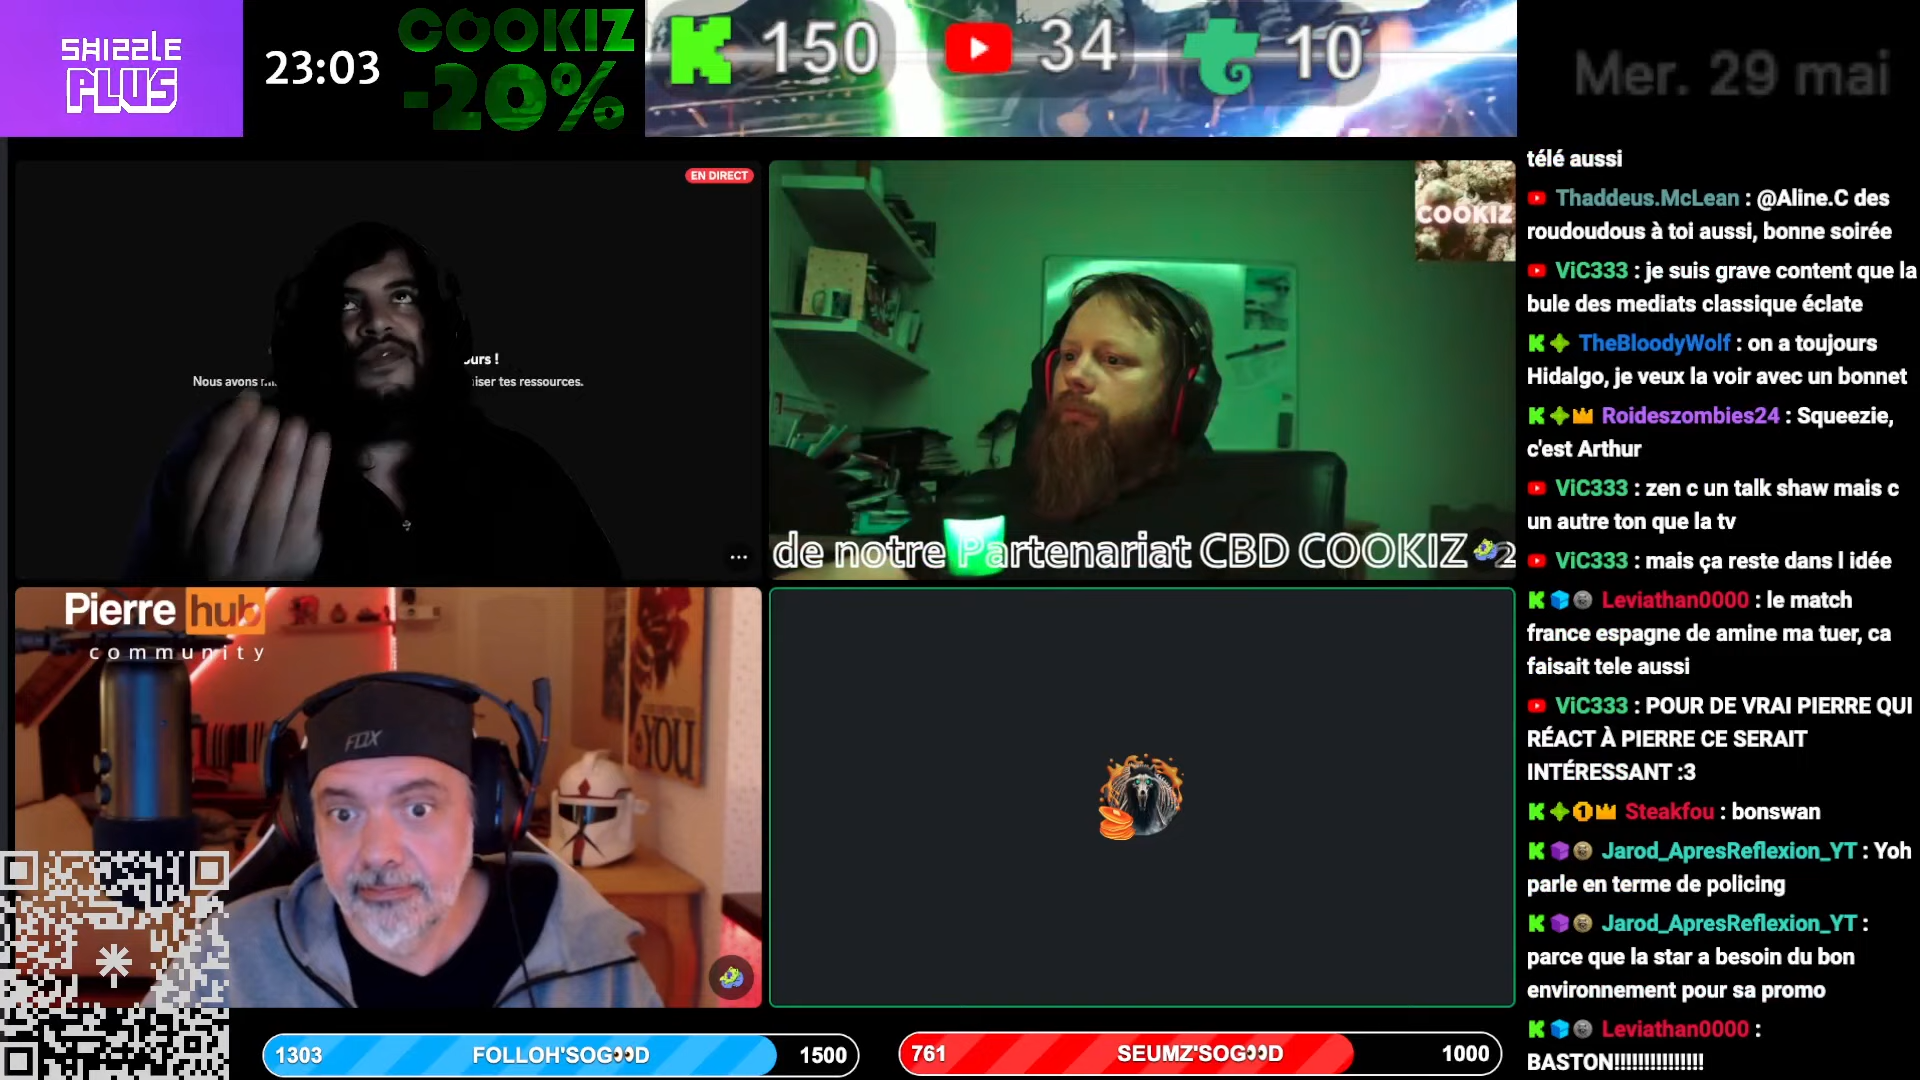 SHIZZLE
PLUS
23:03
COOKIZ
-20%
150
34
10
Mer. 29 mai
EN DIRECT
ours !
Nous avons
iser tes ressources.
COOKIZ
de notre Partenariat CBD COOKIZ
2
Pierre hub
community
FOX
YOU
télé aussi
Thaddeus.McLean : @Aline.C des
roudoudous à toi aussi, bonne soirée
ViC333 : je suis grave content que la
bule des mediats classique éclate
TheBloodyWolf : on a toujours
Hidalgo, je veux la voir avec un bonnet
Roideszombies24 : Squeezie,
c'est Arthur
ViC333 : zen c un talk shaw mais c
un autre ton que la tv
ViC333 : mais ça reste dans l idée
Leviathan0000 : le match
france espagne de amine ma tuer, ca
faisait tele aussi
ViC333 : POUR DE VRAI PIERRE QUI
RÉACT À PIERRE CE SERAIT
INTÉRESSANT :3
Steakfou : bonswan
Jarod_ApresReflexion_YT : Yoh
parle en terme de policing
Jarod_ApresReflexion_YT :
parce que la star a besoin du bon
environnement pour sa promo
Leviathan0000 :
BASTON!!!!!!!!!!!!!!!
1303 FOLLOH'SOG👀D 1500
761 SEUMZ'SOG👀D 1000